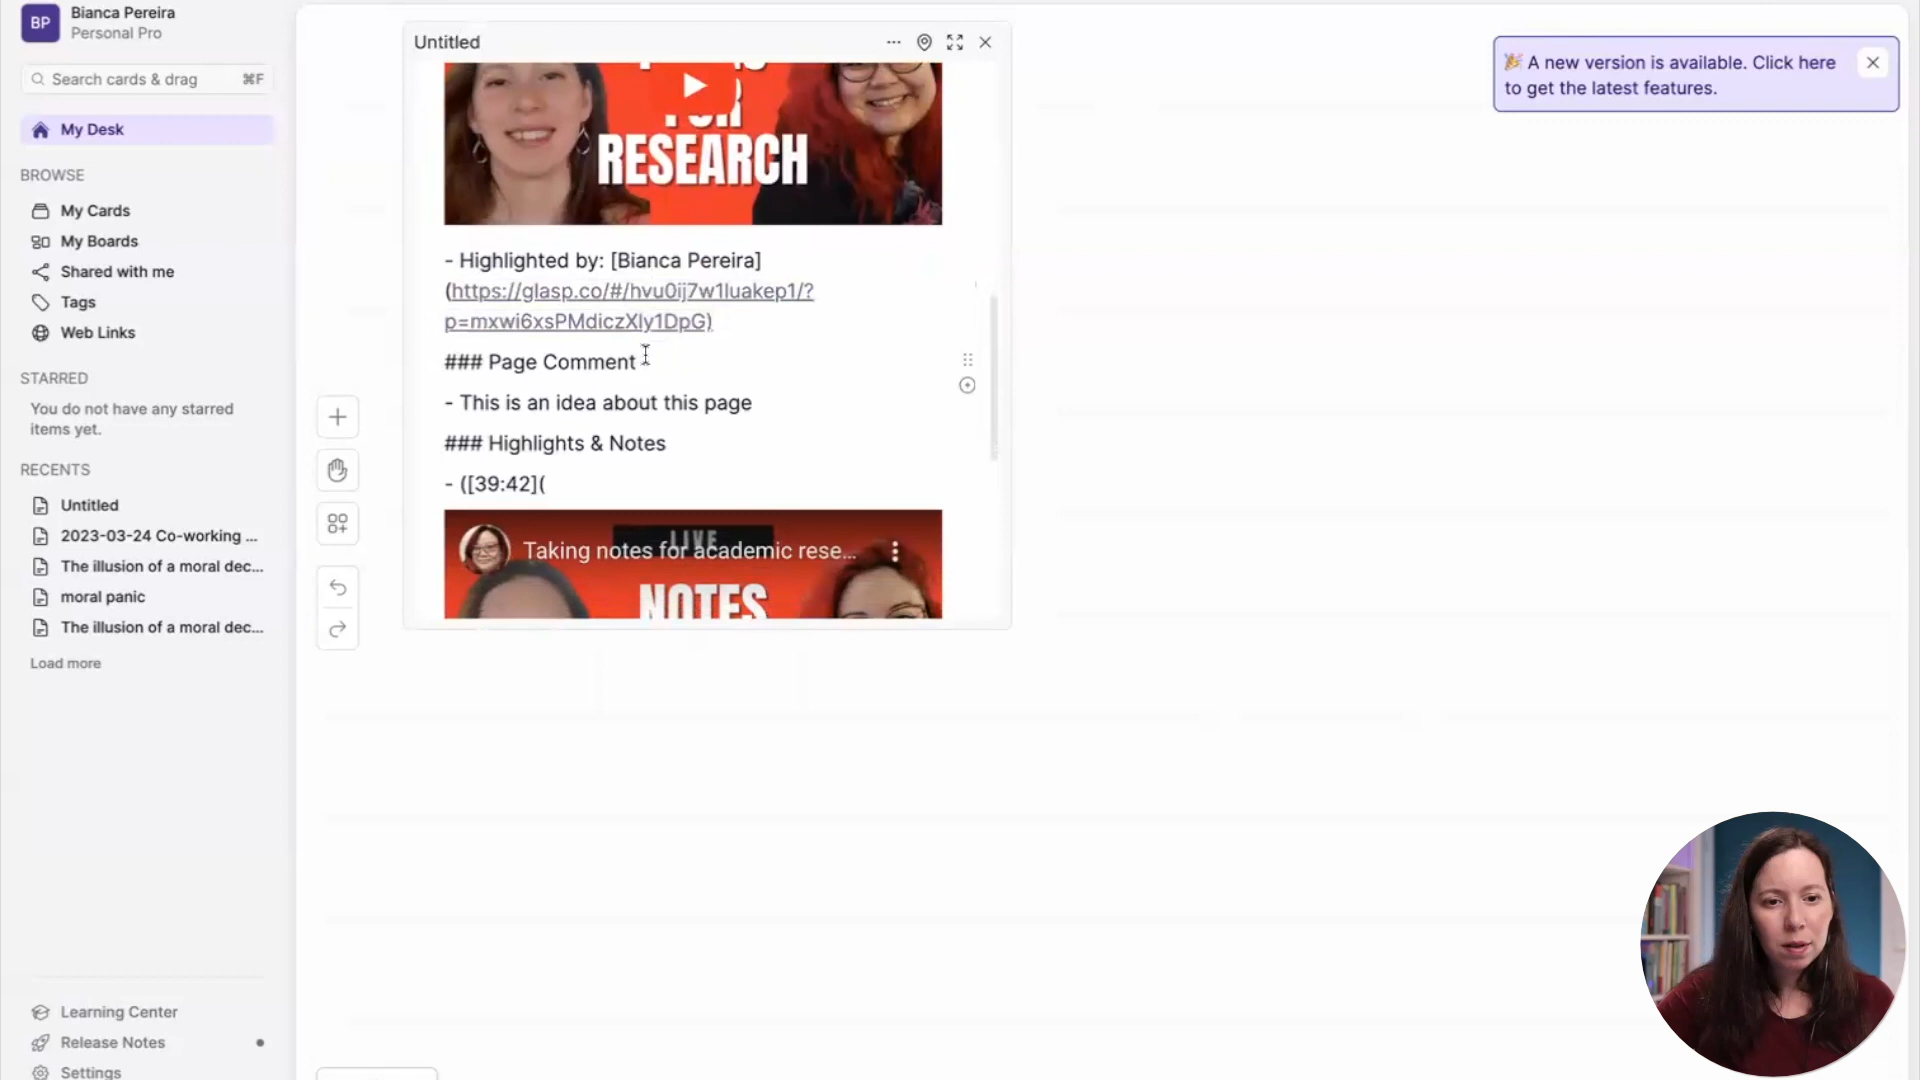 BP
Bianca Pereira
Personal Pro
Search cards & drag ⌘F
My Desk
BROWSE
My Cards
My Boards
Shared with me
Tags
Web Links
STARRED
You do not have any starred
items yet.
RECENTS
Untitled
2023-03-24 Co-working ...
The illusion of a moral dec...
moral panic
The illusion of a moral dec...
Load more
Learning Center
Release Notes
Settings
Untitled
RESEARCH
- Highlighted by: [Bianca Pereira]
(https://glasp.co/#/hvu0ij7w1luakep1/?
p=mxwi6xsPMdiczXly1DpG)
### Page Comment
- This is an idea about this page
### Highlights & Notes
- ([39:42](
LIVE
Taking notes for academic rese...
NOTES
A new version is available. Click here
to get the latest features.